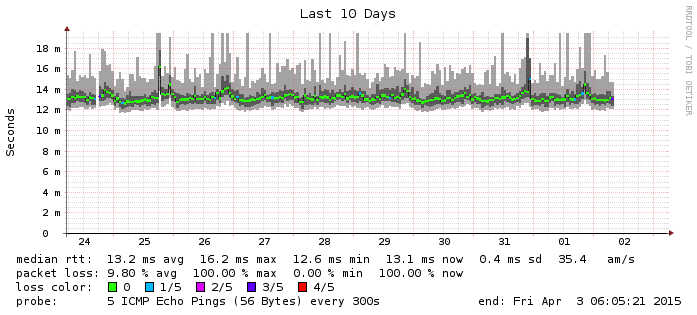 Last 10 Days
RRDTOOL / TOBI OETIKER
Seconds
18 m
16 m
14 m
12 m
10 m
8 m
6 m
4 m
2 m
0
24 25 26 27 28 29 30 31 01 02
median rtt: 13.2 ms avg 16.2 ms max 12.6 ms min 13.1 ms now 0.4 ms sd 35.4 am/s
packet loss: 9.80 % avg 100.00 % max 0.00 % min 100.00 % now
loss color: 0 1/5 2/5 3/5 4/5
probe: 5 ICMP Echo Pings (56 Bytes) every 300s end: Fri Apr 3 06:05:21 2015